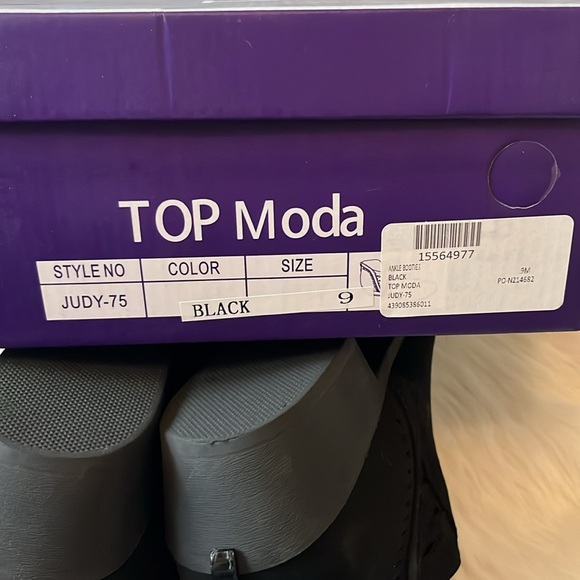 TOP Moda
STYLE NO COLOR SIZE
JUDY-75 BLACK 9
15564977
ANKLE BOOTIES 9M
BLACK PO-N214682
TOP MODA
JUDY-75
439085386011